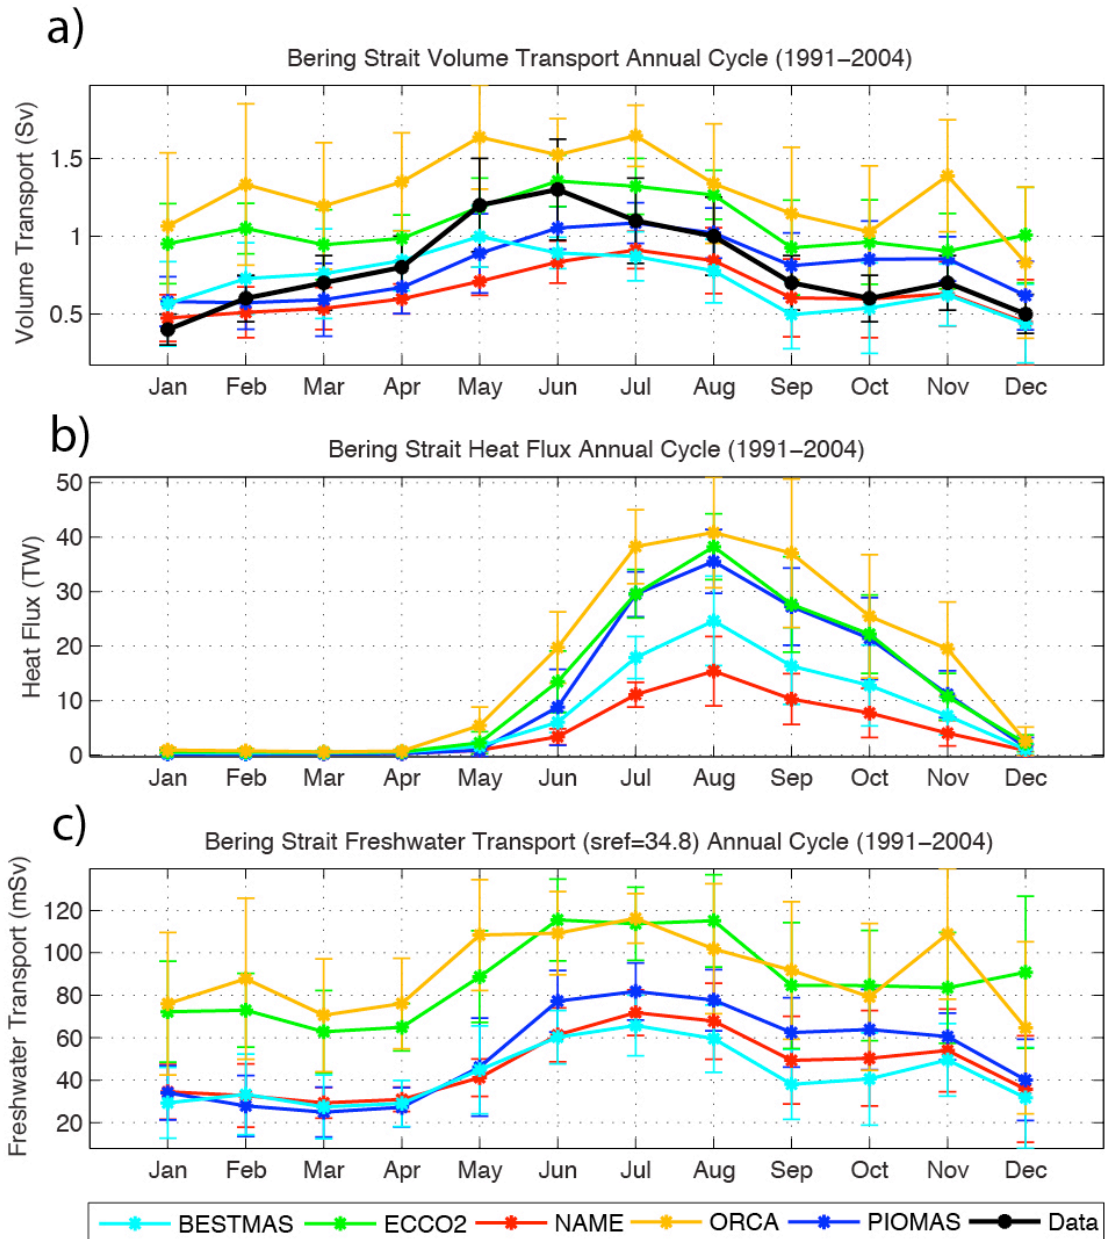 a)
Bering Strait Volume Transport Annual Cycle (1991–2004)
Volume Transport (Sv)
1.5
1
0.5
Jan Feb Mar Apr May Jun Jul Aug Sep Oct Nov Dec
b)
Bering Strait Heat Flux Annual Cycle (1991–2004)
Heat Flux (TW)
50
40
30
20
10
0
Jan Feb Mar Apr May Jun Jul Aug Sep Oct Nov Dec
c)
Bering Strait Freshwater Transport (sref=34.8) Annual Cycle (1991–2004)
Freshwater Transport (mSv)
120
100
80
60
40
20
Jan Feb Mar Apr May Jun Jul Aug Sep Oct Nov Dec
BESTMAS ECCO2 NAME ORCA PIOMAS Data